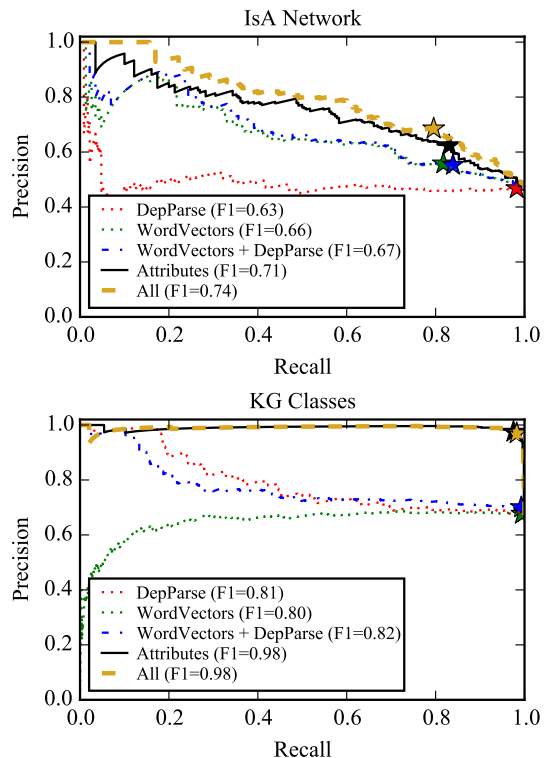 IsA Network
1.0
0.8
0.6
0.4
0.2
0.0
Precision
DepParse (F1=0.63)
WordVectors (F1=0.66)
WordVectors + DepParse (F1=0.67)
Attributes (F1=0.71)
All (F1=0.74)
0.0 0.2 0.4 0.6 0.8 1.0
Recall
KG Classes
1.0
0.8
0.6
0.4
0.2
0.0
Precision
DepParse (F1=0.81)
WordVectors (F1=0.80)
WordVectors + DepParse (F1=0.82)
Attributes (F1=0.98)
All (F1=0.98)
0.0 0.2 0.4 0.6 0.8 1.0
Recall